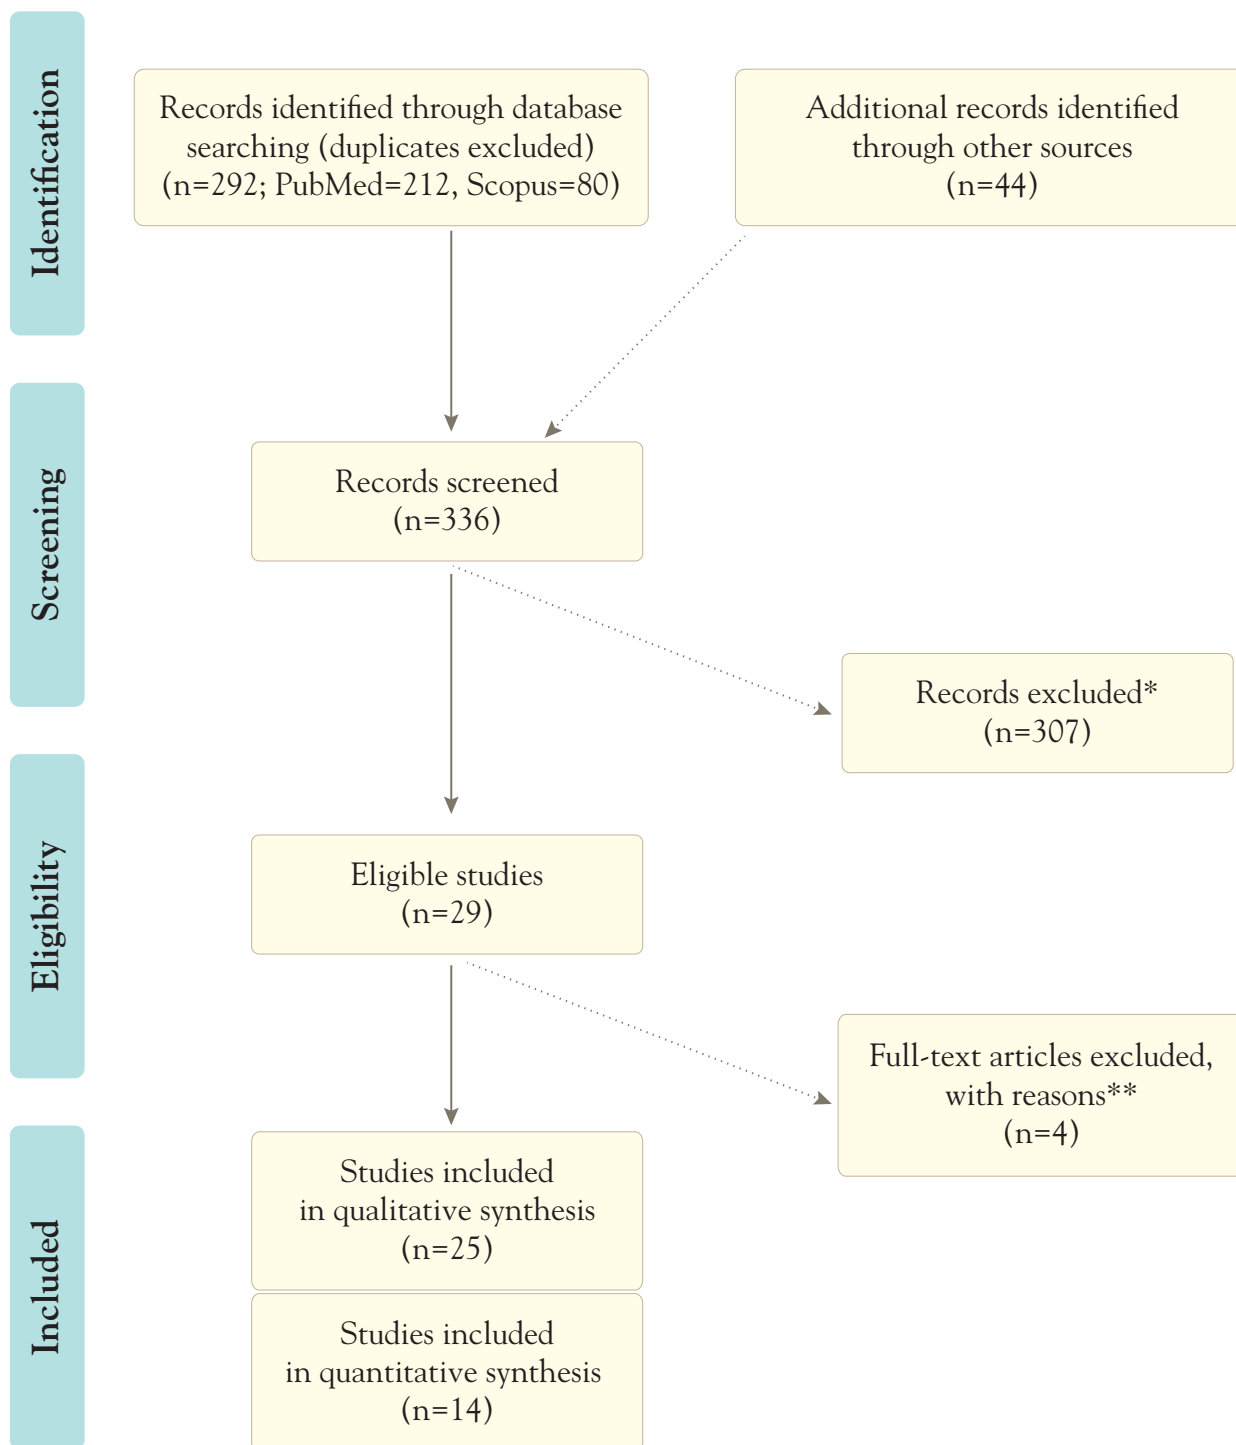 Identification
Records identified through database
searching (duplicates excluded)
(n=292; PubMed=212, Scopus=80)
Additional records identified
through other sources
(n=44)
Screening
Records screened
(n=336)
Records excluded*
(n=307)
Eligibility
Eligible studies
(n=29)
Full-text articles excluded,
with reasons**
(n=4)
Included
Studies included
in qualitative synthesis
(n=25)
Studies included
in quantitative synthesis
(n=14)